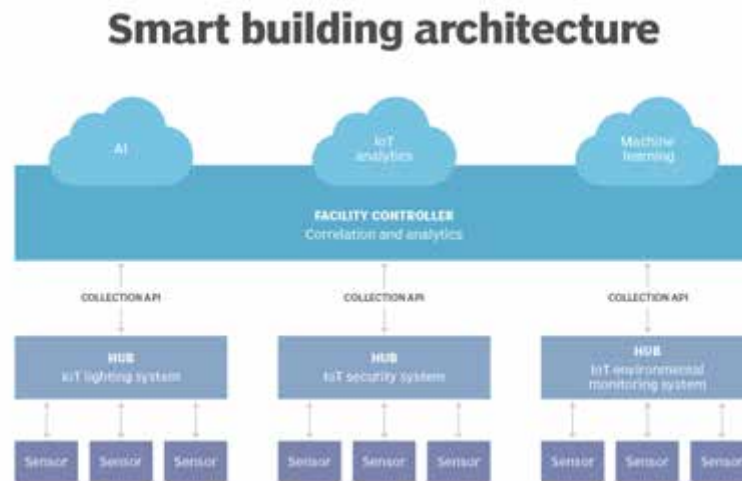 Smart building architecture
AI
IoT
analytics
Machine
learning
FACILITY CONTROLLER
Correlation and analytics
COLLECTION API
COLLECTION API
COLLECTION API
HUB
IoT lighting system
HUB
IoT security system
HUB
IoT environmental
monitoring system
Sensor
Sensor
Sensor
Sensor
Sensor
Sensor
Sensor
Sensor
Sensor